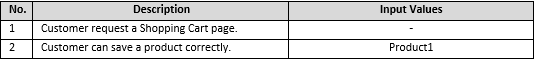 No. Description Input Values
1 Customer request a Shopping Cart page. -
2 Customer can save a product correctly. Product1